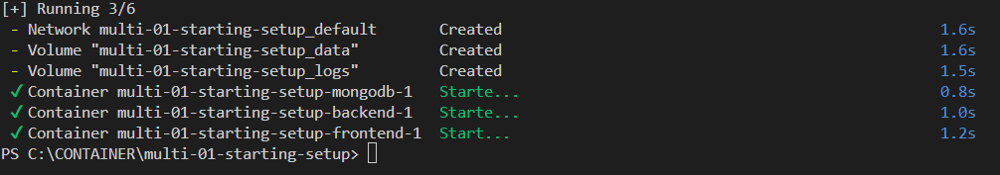 [+] Running 3/6
- Network multi-01-starting-setup_default Created 1.6s
- Volume "multi-01-starting-setup_data" Created 1.6s
- Volume "multi-01-starting-setup_logs" Created 1.5s
✓ Container multi-01-starting-setup-mongodb-1 Starte... 0.8s
✓ Container multi-01-starting-setup-backend-1 Starte... 1.0s
✓ Container multi-01-starting-setup-frontend-1 Start... 1.2s
PS C:\CONTAINER\multi-01-starting-setup>